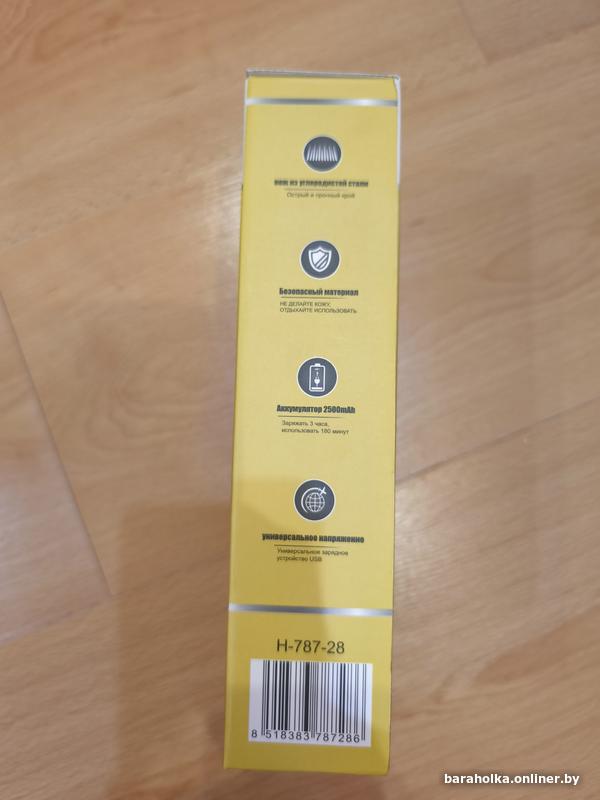 нож из углеродистой стали
Острый и прочный край
Безопасный материал
НЕ ДЕЛАЙТЕ КОЖУ,
ОТДЫХАЙТЕ ИСПОЛЬЗОВАТЬ
Аккумулятор 2500mAh
Заряжать 3 часа,
использовать 180 минут
универсальное напряжение
Универсальное зарядное
устройство USB
H-787-28
8 518383 787286
baraholka.onliner.by